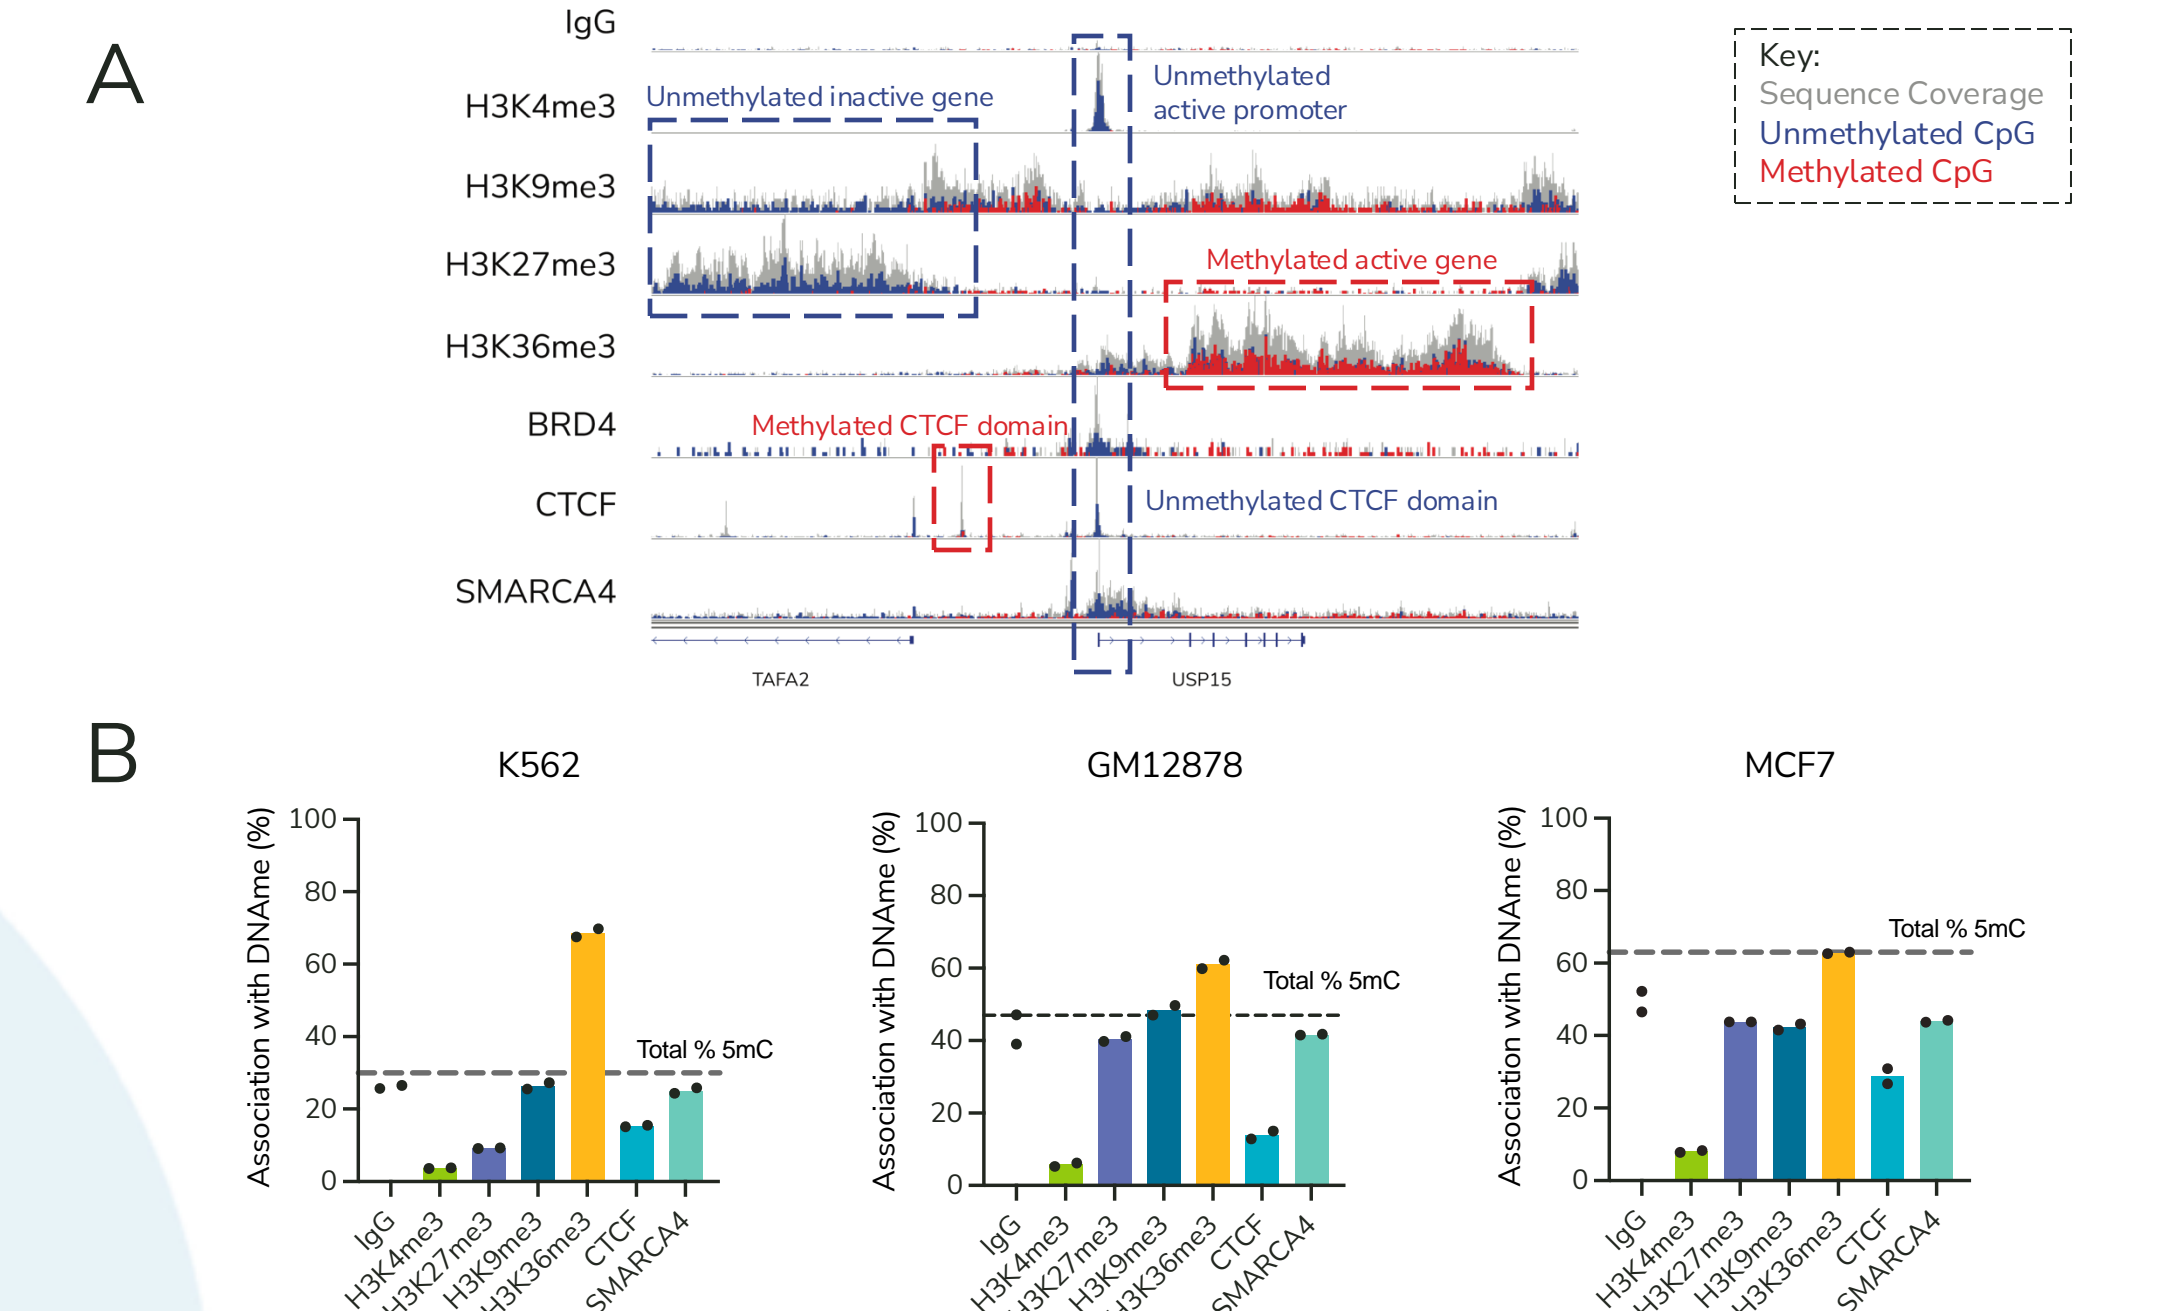 A
IgG
H3K4me3
H3K9me3
H3K27me3
H3K36me3
BRD4
CTCF
SMARCA4
Unmethylated inactive gene
Unmethylated
active promoter
Methylated active gene
Methylated CTCF domain
Unmethylated CTCF domain
TAFA2
USP15
Key:
Sequence Coverage
Unmethylated CpG
Methylated CpG
B
K562
Association with DNAme (%)
100
80
60
40
20
0
Total % 5mC
IgG
H3K4me3
H3K27me3
H3K9me3
H3K36me3
CTCF
SMARCA4
GM12878
Association with DNAme (%)
100
80
60
40
20
0
Total % 5mC
IgG
H3K4me3
H3K27me3
H3K9me3
H3K36me3
CTCF
SMARCA4
MCF7
Association with DNAme (%)
100
80
60
40
20
0
Total % 5mC
IgG
H3K4me3
H3K27me3
H3K9me3
H3K36me3
CTCF
SMARCA4